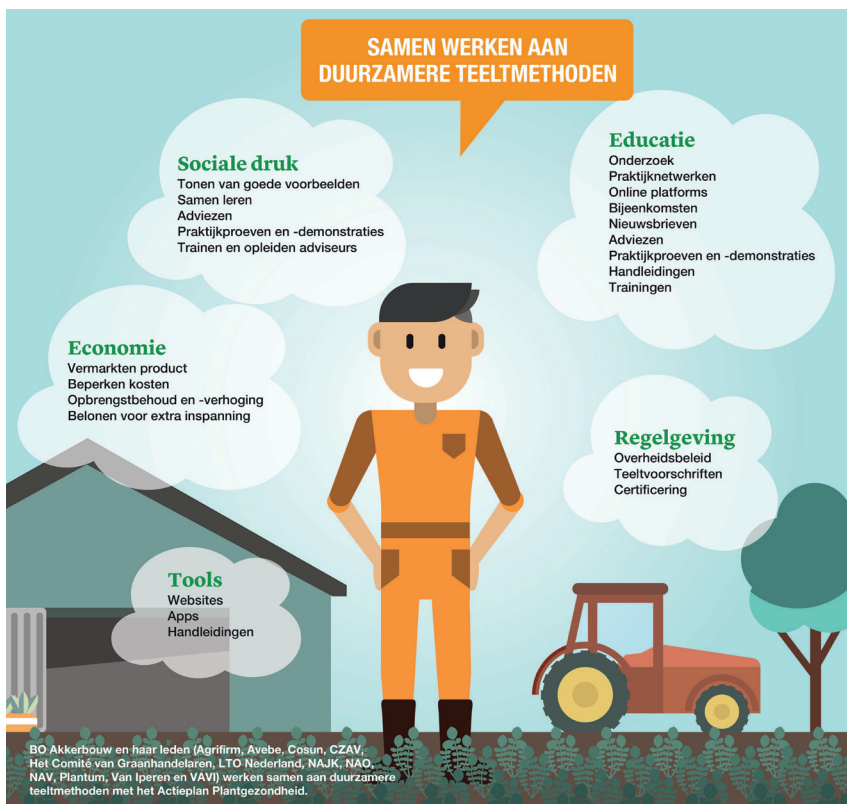 SAMEN WERKEN AAN
DUURZAMERE TEELTMETHODEN
Sociale druk
Tonen van goede voorbeelden
Samen leren
Adviezen
Praktijkproeven en -demonstraties
Trainen en opleiden adviseurs
Educatie
Onderzoek
Praktijknetwerken
Online platforms
Bijeenkomsten
Nieuwsbrieven
Adviezen
Praktijkproeven en -demonstraties
Handleidingen
Trainingen
Economie
Vermarkten product
Beperken kosten
Opbrengstbehoud en -verhoging
Belonen voor extra inspanning
Regelgeving
Overheidsbeleid
Teeltvoorschriften
Certificering
Tools
Websites
Apps
Handleidingen
BO Akkerbouw en haar leden (Agrifirm, Avebe, Cosun, CZAV,
Het Comité van Graanhandelaren, LTO Nederland, NAJK, NAO,
NAV, Plantum, Van Iperen en VAVI) werken samen aan duurzamere
teeltmethoden met het Actieplan Plantgezondheid.